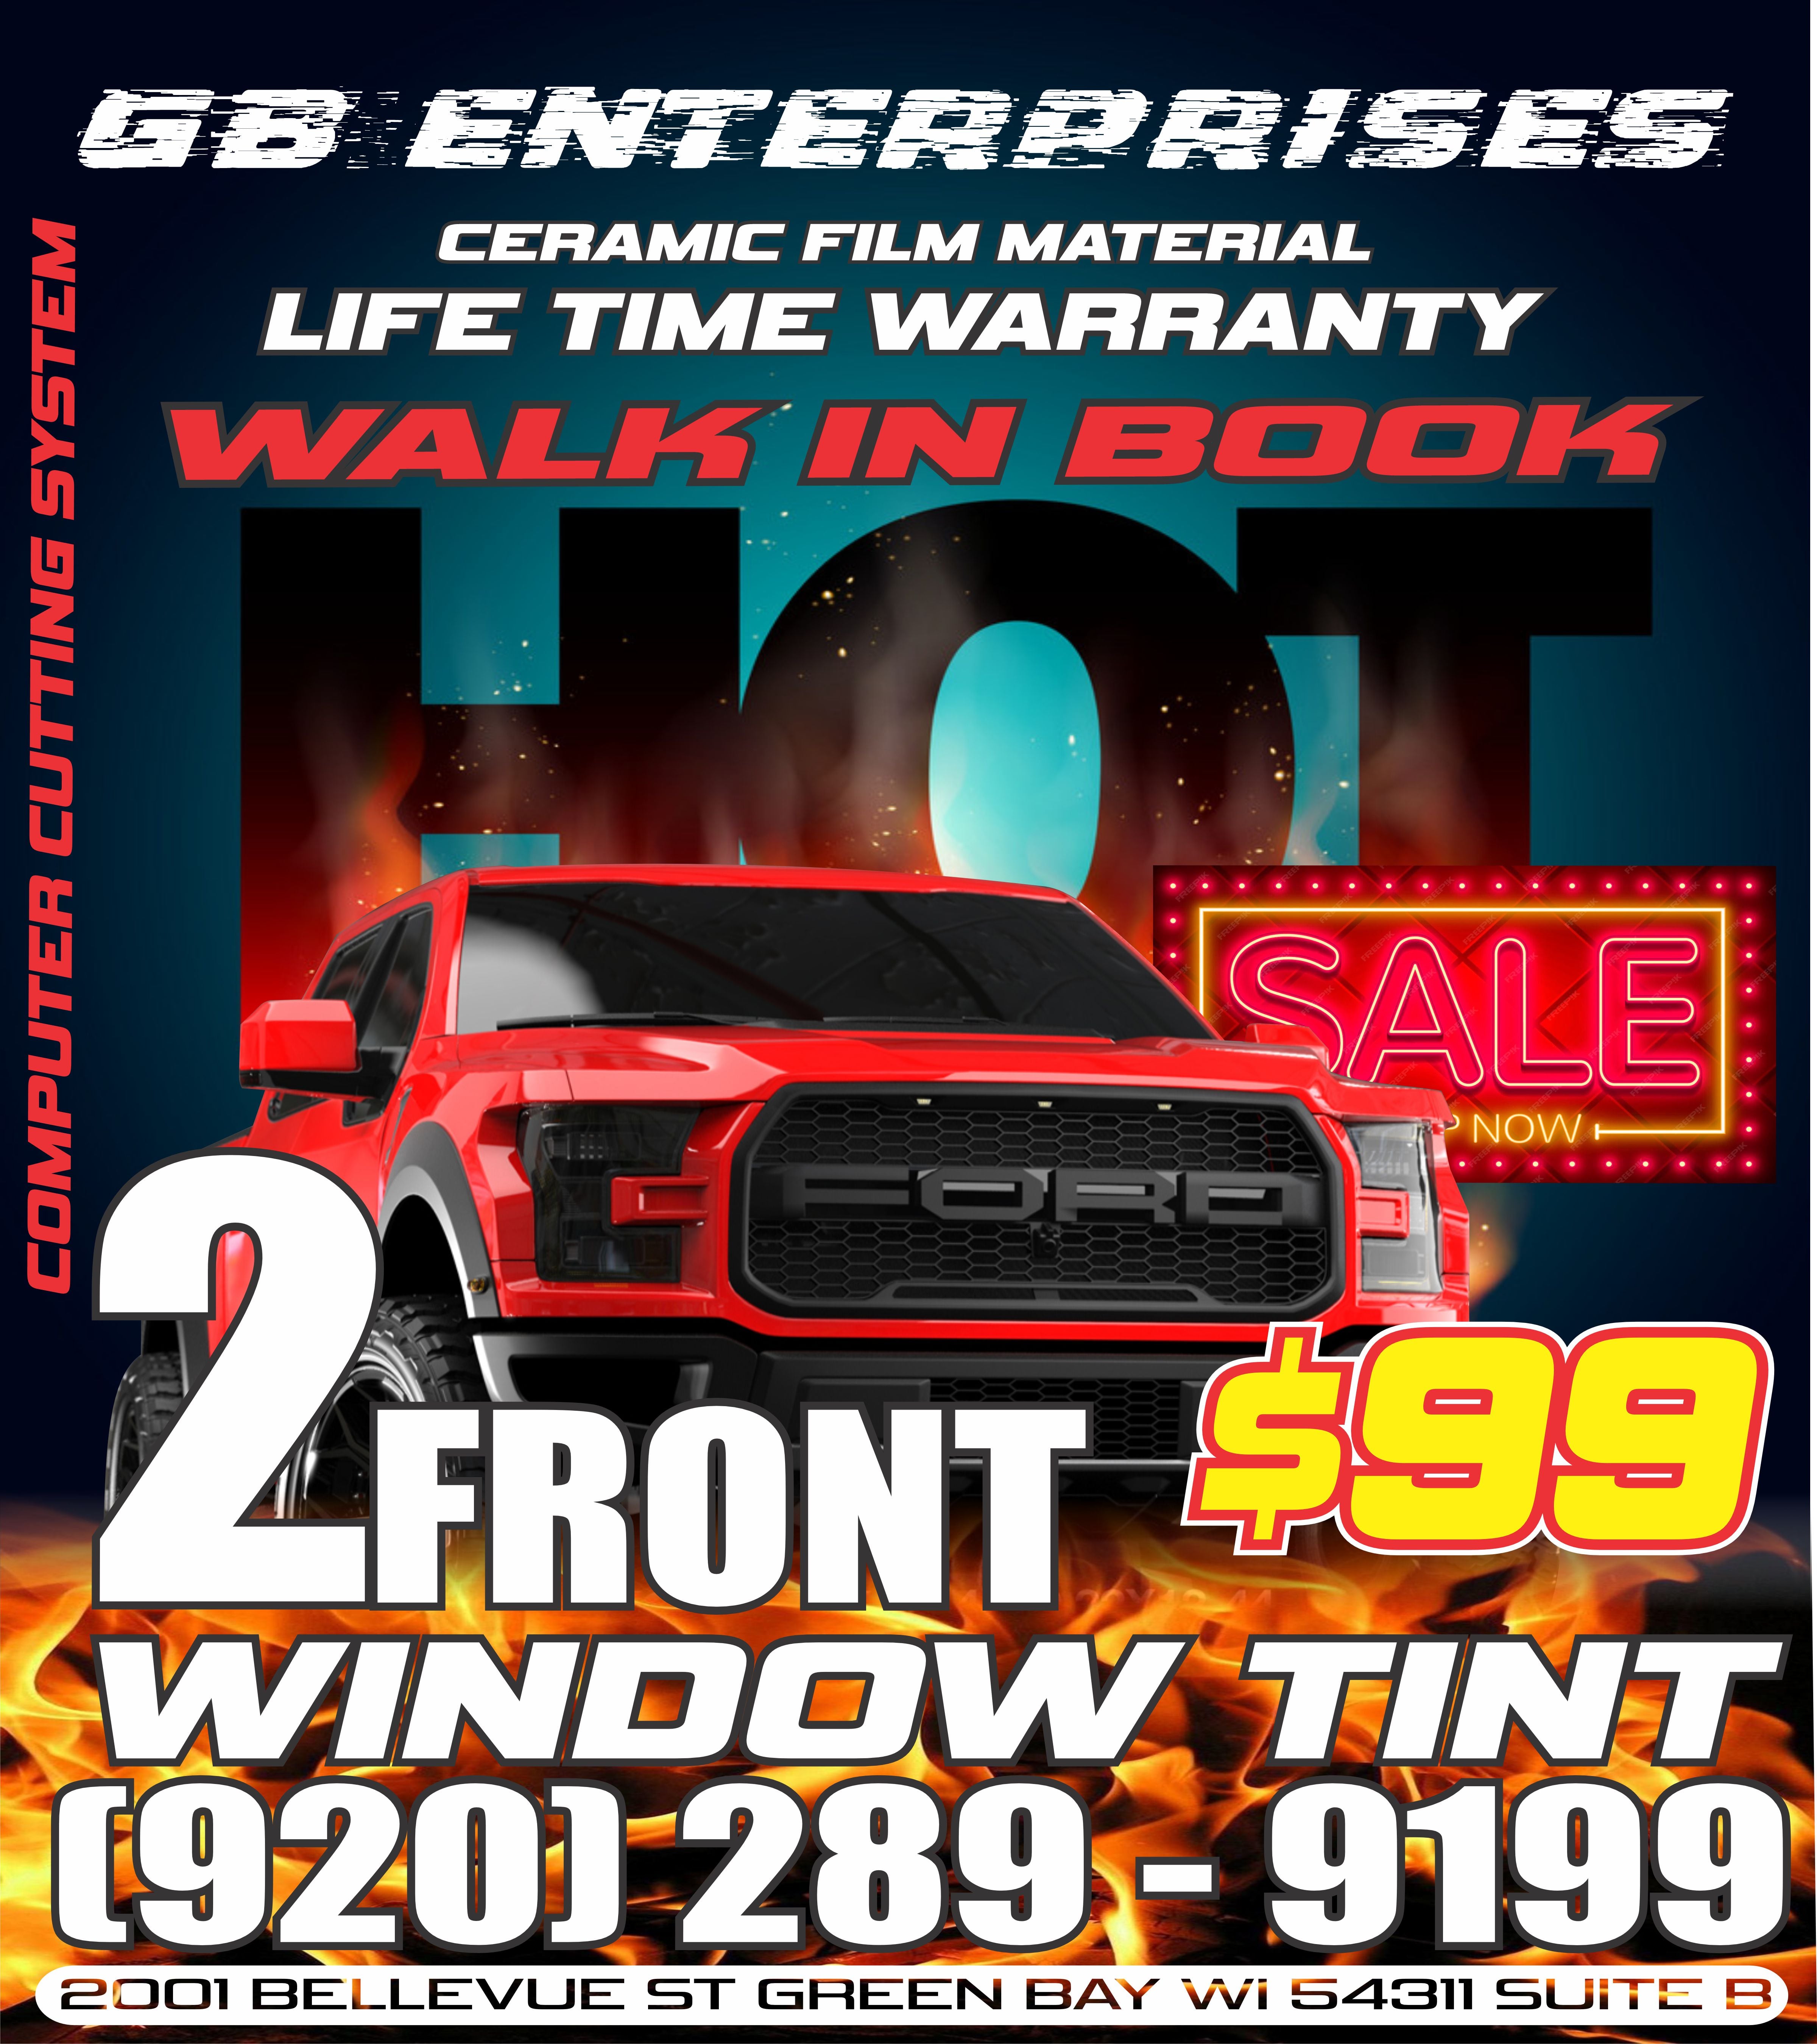 GB ENTERPRISES
CERAMIC FILM MATERIAL
LIFE TIME WARRANTY
WALK IN BOOK
COMPUTER CUTTING SYSTEM
HOT
SALE
NOW
FORD
2 FRONT
$99
WINDOW TINT
(920) 289 - 9199
2001 BELLEVUE ST GREEN BAY WI 54311 SUITE B